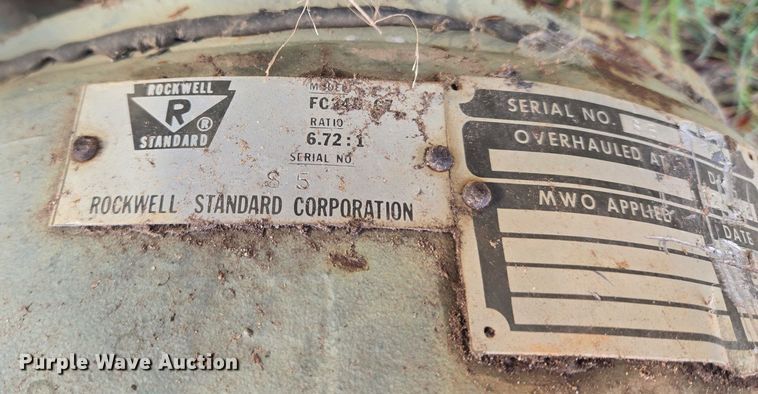 ROCKWELL
R
®
STANDARD
MODEL
RATIO
6.72:1
SERIAL NO.
S 5
ROCKWELL STANDARD CORPORATION
SERIAL NO.
OVERHAULED AT
MWO APPLIED
DATE
Purple Wave Auction